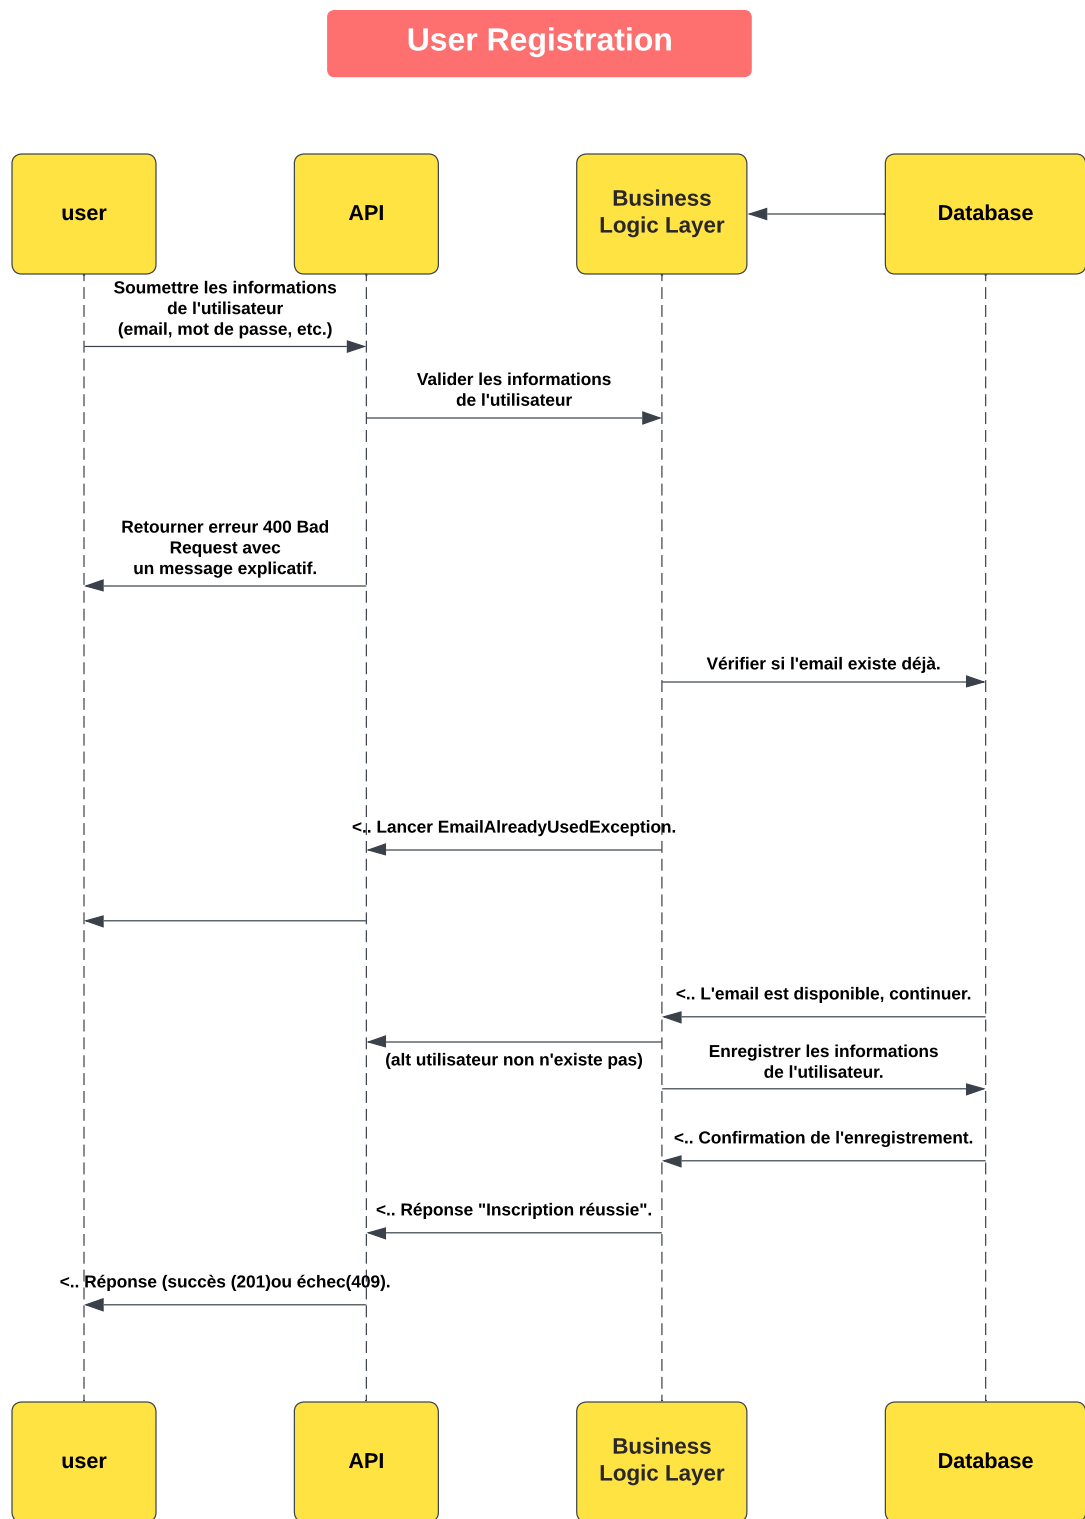 User Registration
user
API
Business
Logic Layer
Database
Soumettre les informations
de l'utilisateur
(email, mot de passe, etc.)
Valider les informations
de l'utilisateur
Retourner erreur 400 Bad
Request avec
un message explicatif.
Vérifier si l'email existe déjà.
<.. Lancer EmailAlreadyUsedException.
<.. L'email est disponible, continuer.
(alt utilisateur non n'existe pas)
Enregistrer les informations
de l'utilisateur.
<.. Confirmation de l'enregistrement.
<.. Réponse "Inscription réussie".
<.. Réponse (succès (201)ou échec(409).
user
API
Business
Logic Layer
Database